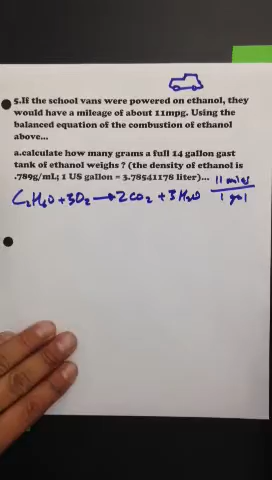 5.If the school vans were powered on ethanol, they
would have a mileage of about 11mpg. Using the
balanced equation of the combustion of ethanol
above...
a.calculate how many grams a full 14 gallon gast
tank of ethanol weighs ? (the density of ethanol is
.789g/mL; 1 US gallon = 3.78541178 liter)...
11 miles
C₂H₆O + 3O₂ → 2CO₂ + 3H₂O
1 gal